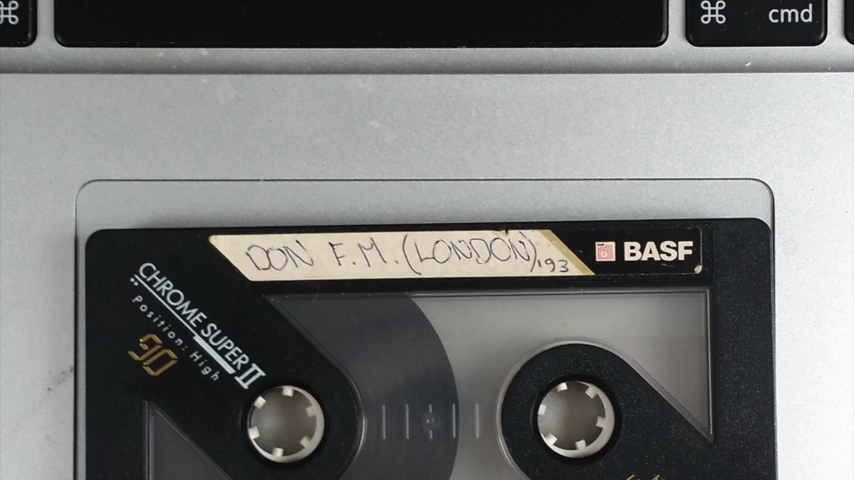 ⌘
⌘ cmd
DON F.M. (LONDON) '93
BASF
CHROME SUPER II
Position: High
90